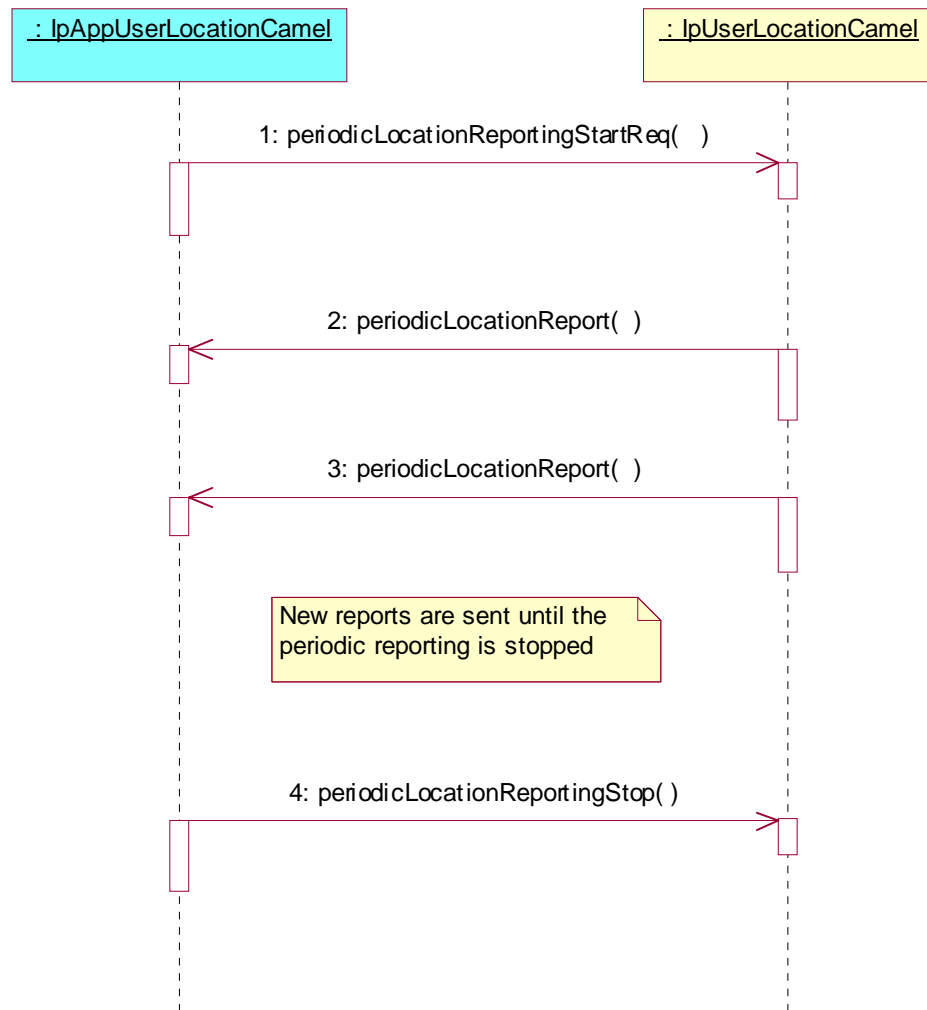 : IpAppUserLocationCamel
: IpUserLocationCamel
1: periodicLocationReportingStartReq( )
2: periodicLocationReport( )
3: periodicLocationReport( )
New reports are sent until the
periodic reporting is stopped
4: periodicLocationReportingStop( )